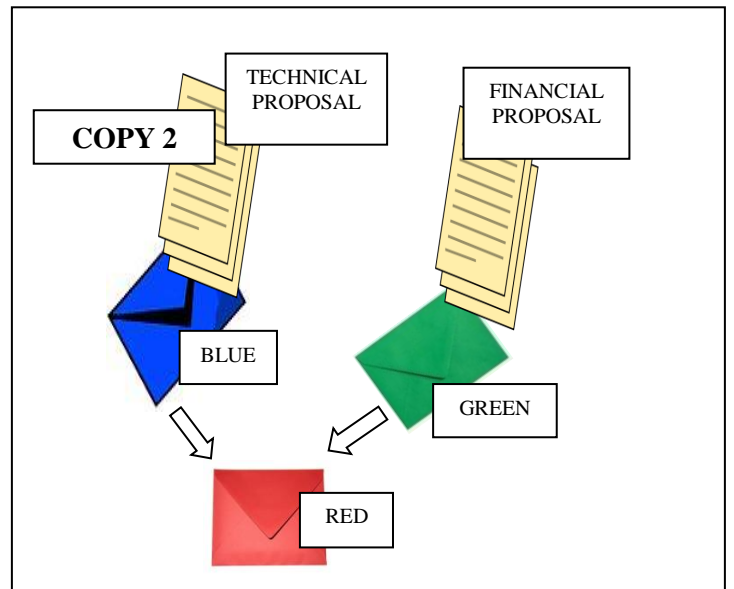 TECHNICAL
PROPOSAL
FINANCIAL
PROPOSAL
COPY 2
BLUE
GREEN
RED